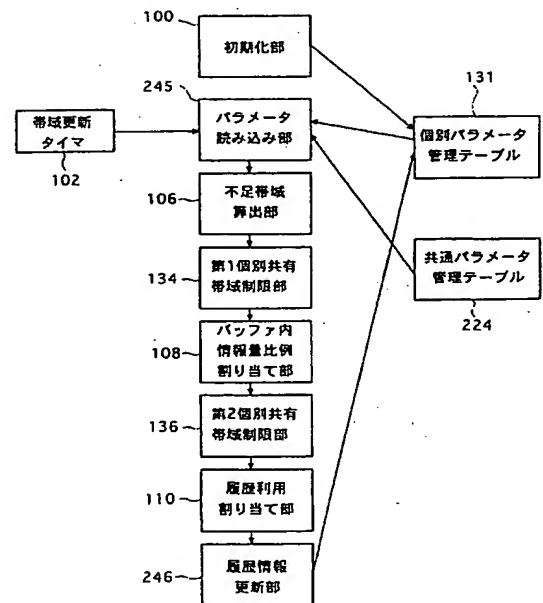 100
初期化部
245
131
帯域更新
タイマ
102
パラメータ
読み込み部
個別パラメータ
管理テーブル
106
不足帯域
算出部
134
第1個別共有
帯域制限部
共通パラメータ
管理テーブル
224
108
バッファ内
情報量比例
割り当て部
136
第2個別共有
帯域制限部
110
履歴利用
割り当て部
246
履歴情報
更新部